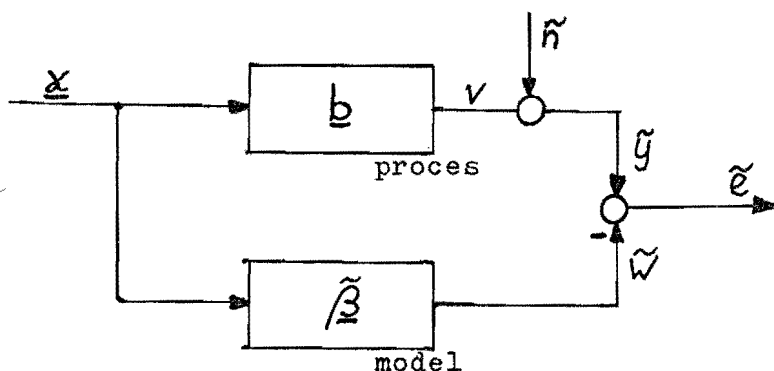 ñ
x
b
v
proces
ỹ
ẽ
-
w̃
β̃
model